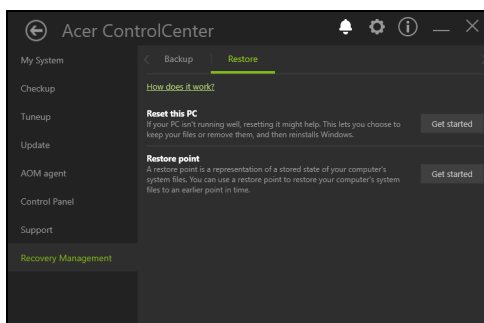 Acer ControlCenter
My System
Checkup
Tuneup
Update
AOM agent
Control Panel
Support
Recovery Management
Backup
Restore
How does it work?
Reset this PC
If your PC isn't running well, resetting it might help. This lets you choose to
keep your files or remove them, and then reinstalls Windows.
Get started
Restore point
A restore point is a representation of a stored state of your computer's
system files. You can use a restore point to restore your computer's system
files to an earlier point in time.
Get started